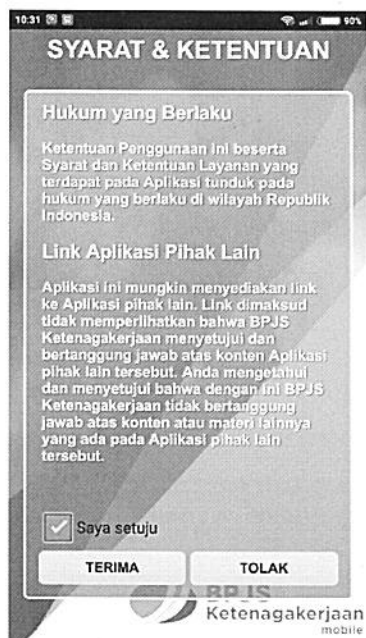 10:31 90%
SYARAT & KETENTUAN
Hukum yang Berlaku
Ketentuan Penggunaan Ini beserta
Syarat dan Ketentuan Layanan yang
terdapat pada Aplikasi tunduk pada
hukum yang berlaku di wilayah Republik
Indonesia.
Link Aplikasi Pihak Lain
Aplikasi ini mungkin menyediakan link
ke Aplikasi pihak lain. Link dimaksud
tidak memperlihatkan bahwa BPJS
Ketenagakerjaan menyetujui dan
bertanggung jawab atas konten Aplikasi
pihak lain tersebut. Anda mengetahui
dan menyetujui bahwa dengan ini BPJS
Ketenagakerjaan tidak bertanggung
jawab atas konten atau materi lainnya
yang ada pada Aplikasi pihak lain
tersebut.
Saya setuju
TERIMA TOLAK
BPJS
Ketenagakerjaan
mobile